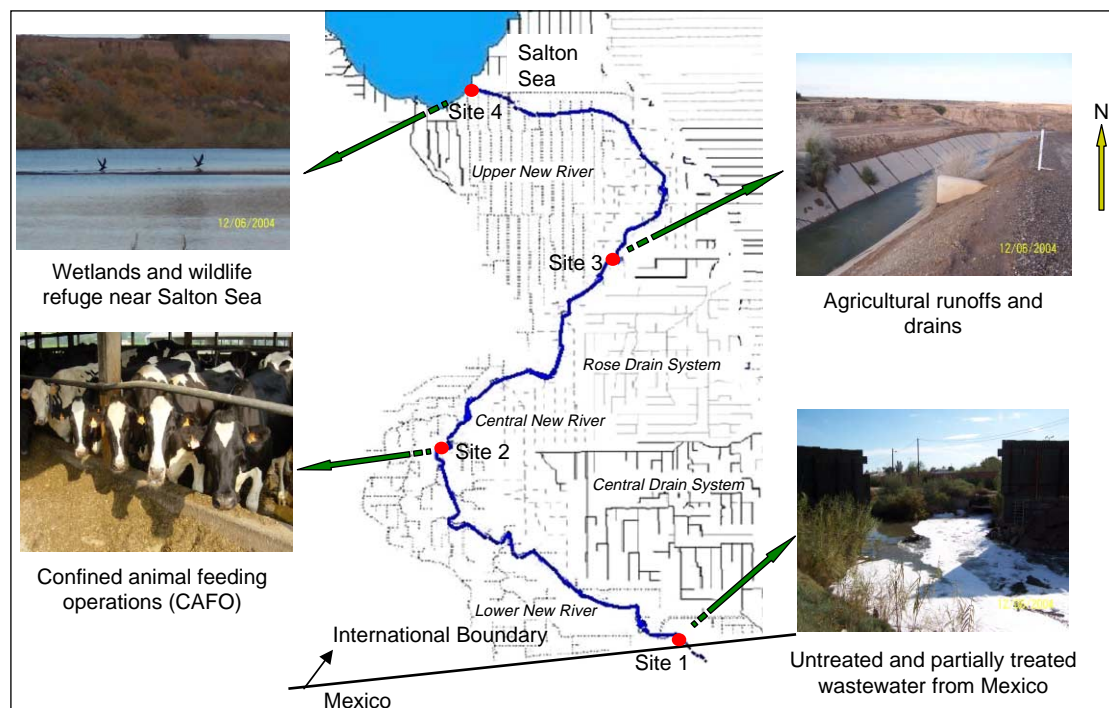 Salton
Sea
Site 4
Upper New River
12/06/2004
Wetlands and wildlife
refuge near Salton Sea
N
12/06/2004
Agricultural runoffs and
drains
Site 3
Rose Drain System
Central New River
Site 2
Central Drain System
Confined animal feeding
operations (CAFO)
Lower New River
International Boundary
Site 1
Mexico
12/06/2004
Untreated and partially treated
wastewater from Mexico